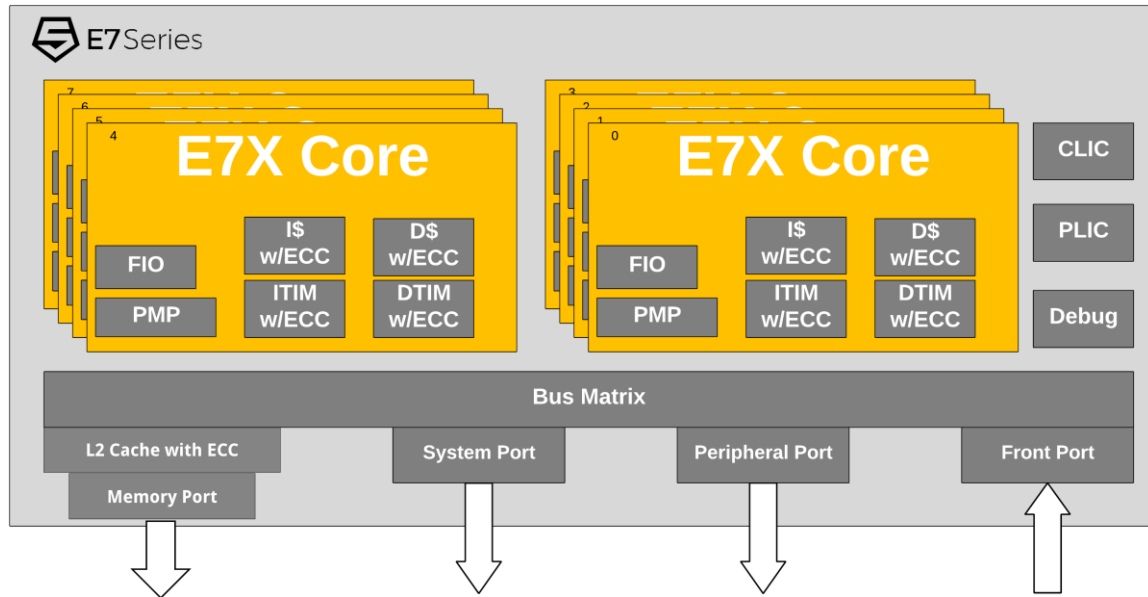 E7 Series
7
6
5
4
E7X Core
I$
w/ECC
D$
w/ECC
FIO
ITIM
w/ECC
DTIM
w/ECC
PMP
3
2
1
0
E7X Core
I$
w/ECC
D$
w/ECC
FIO
ITIM
w/ECC
DTIM
w/ECC
PMP
CLIC
PLIC
Debug
Bus Matrix
L2 Cache with ECC
System Port
Peripheral Port
Front Port
Memory Port